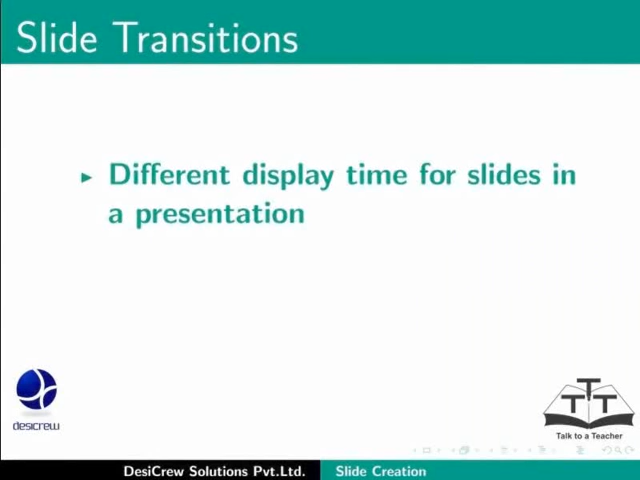 Slide Transitions
Different display time for slides in
a presentation
desicrew
TTT
Talk to a Teacher
DesiCrew Solutions Pvt.Ltd. Slide Creation